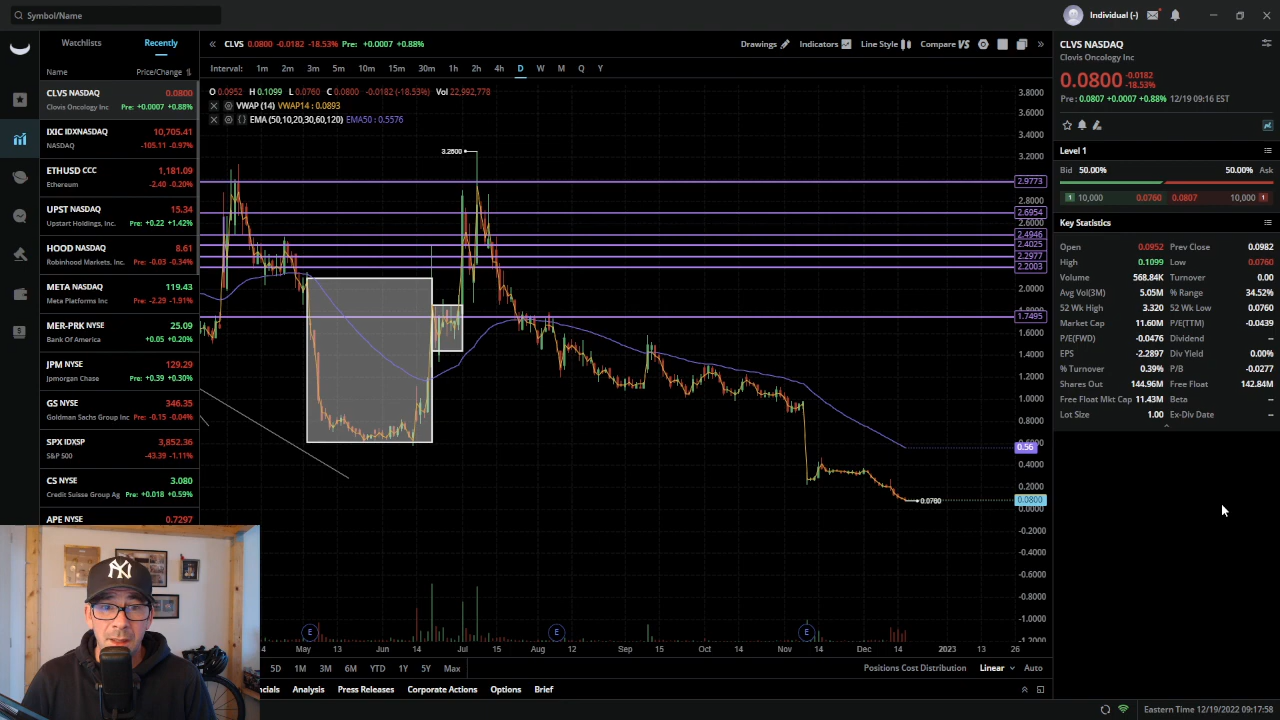 Symbol/Name
Individual (-)
Watchlists Recently
Name Price/Change
CLVS NASDAQ 0.0800
Clovis Oncology Inc Pre: +0.0007 +0.88%
IXIC IDXNASDAQ 10,705.41
NASDAQ -105.11 -0.97%
ETHUSD CCC 1,181.09
Ethereum -2.40 -0.20%
UPST NASDAQ 15.34
Upstart Holdings, Inc. Pre: +0.22 +1.42%
HOOD NASDAQ 8.61
Robinhood Markets, Inc. Pre: -0.03 -0.34%
META NASDAQ 119.43
Meta Platforms Inc Pre: -2.29 -1.91%
MER-PRK NYSE 25.09
Bank Of America +0.05 +0.20%
JPM NYSE 129.29
Jpmorgan Chase Pre: +0.39 +0.30%
GS NYSE 346.35
Goldman Sachs Group Inc Pre: -0.15 -0.04%
SPX IDXSP 3,852.36
S&P 500 -43.39 -1.11%
CS NYSE 3.080
Credit Suisse Group Ag Pre: +0.018 +0.59%
APE NYSE 0.7297
CLVS 0.0800 -0.0182 -18.53% Pre: +0.0007 +0.88%
Drawings Indicators Line Style Compare VS
Interval: 1m 2m 3m 5m 10m 15m 30m 1h 2h 4h D W M Q Y
O 0.0952 H 0.1099 L 0.0760 C 0.0800 -0.0182 (-18.53%) Vol 22,992,778
VWAP (14) VWAP14 : 0.0893
EMA (50,10,20,30,60,120) EMA50 : 0.5576
3.2800
0.0760
3.8000
3.6000
3.4000
3.2000
2.9773
2.8000
2.6954
2.6000
2.4946
2.4025
2.2977
2.2003
2.0000
1.7495
1.6000
1.4000
1.2000
1.0000
0.8000
0.56
0.4000
0.2000
0.0800
0.0000
-0.2000
-0.4000
-0.6000
-0.8000
-1.0000
-1.2000
E E E
4 May 13 Jun 14 Jul 15 Aug 12 Sep 15 Oct 14 Nov 14 Dec 14 2023 13 26
5D 1M 3M 6M YTD 1Y 5Y Max
Positions Cost Distribution Linear Auto
ncials Analysis Press Releases Corporate Actions Options Brief
CLVS NASDAQ
Clovis Oncology Inc
0.0800 -0.0182
-18.53%
Pre : 0.0807 +0.0007 +0.88% 12/19 09:16 EST
Level 1
Bid 50.00% 50.00% Ask
1 10,000 0.0760 0.0807 10,000 1
Key Statistics
Open 0.0952 Prev Close 0.0982
High 0.1099 Low 0.0760
Volume 568.84K Turnover 0.00
Avg Vol(3M) 5.05M % Range 34.52%
52 Wk High 3.320 52 Wk Low 0.0760
Market Cap 11.60M P/E(TTM) -0.0439
P/E(FWD) -0.0476 Dividend --
EPS -2.2897 Div Yield 0.00%
% Turnover 0.39% P/B -0.0277
Shares Out 144.96M Free Float 142.84M
Free Float Mkt Cap 11.43M Beta --
Lot Size 1.00 Ex-Div Date --
Eastern Time 12/19/2022 09:17:58
NY